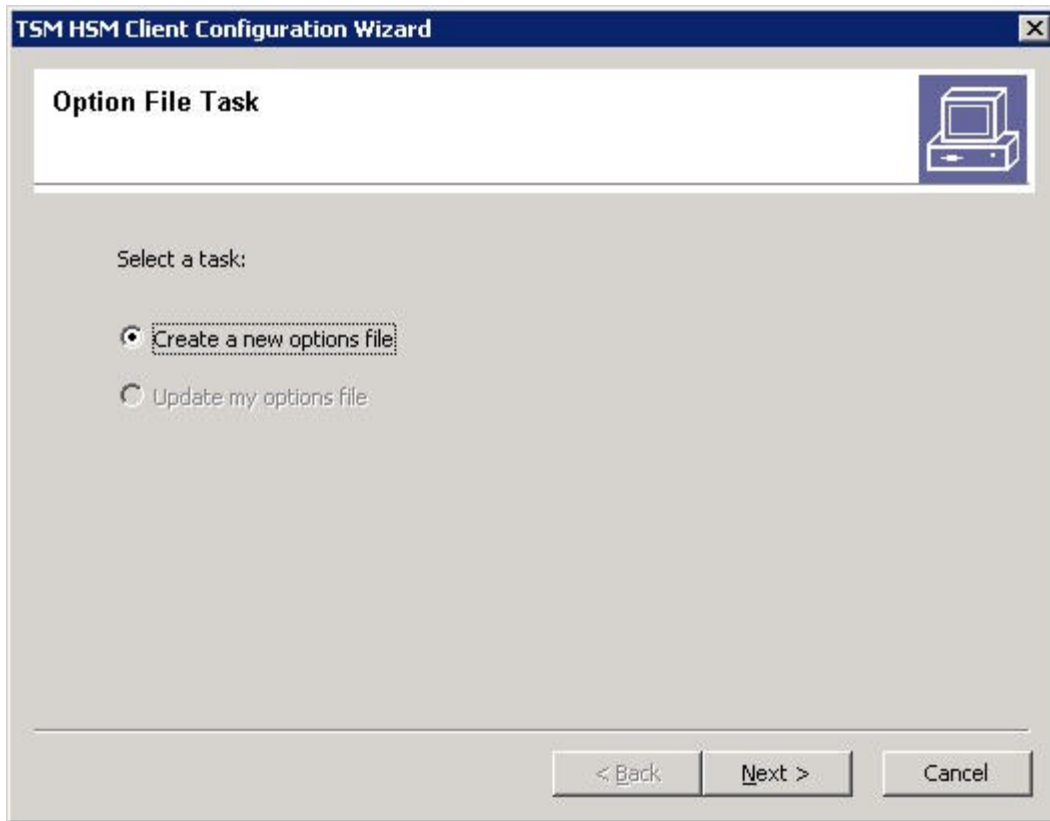 TSM HSM Client Configuration Wizard
Option File Task
Select a task:
Create a new options file
Update my options file
< Back
Next >
Cancel